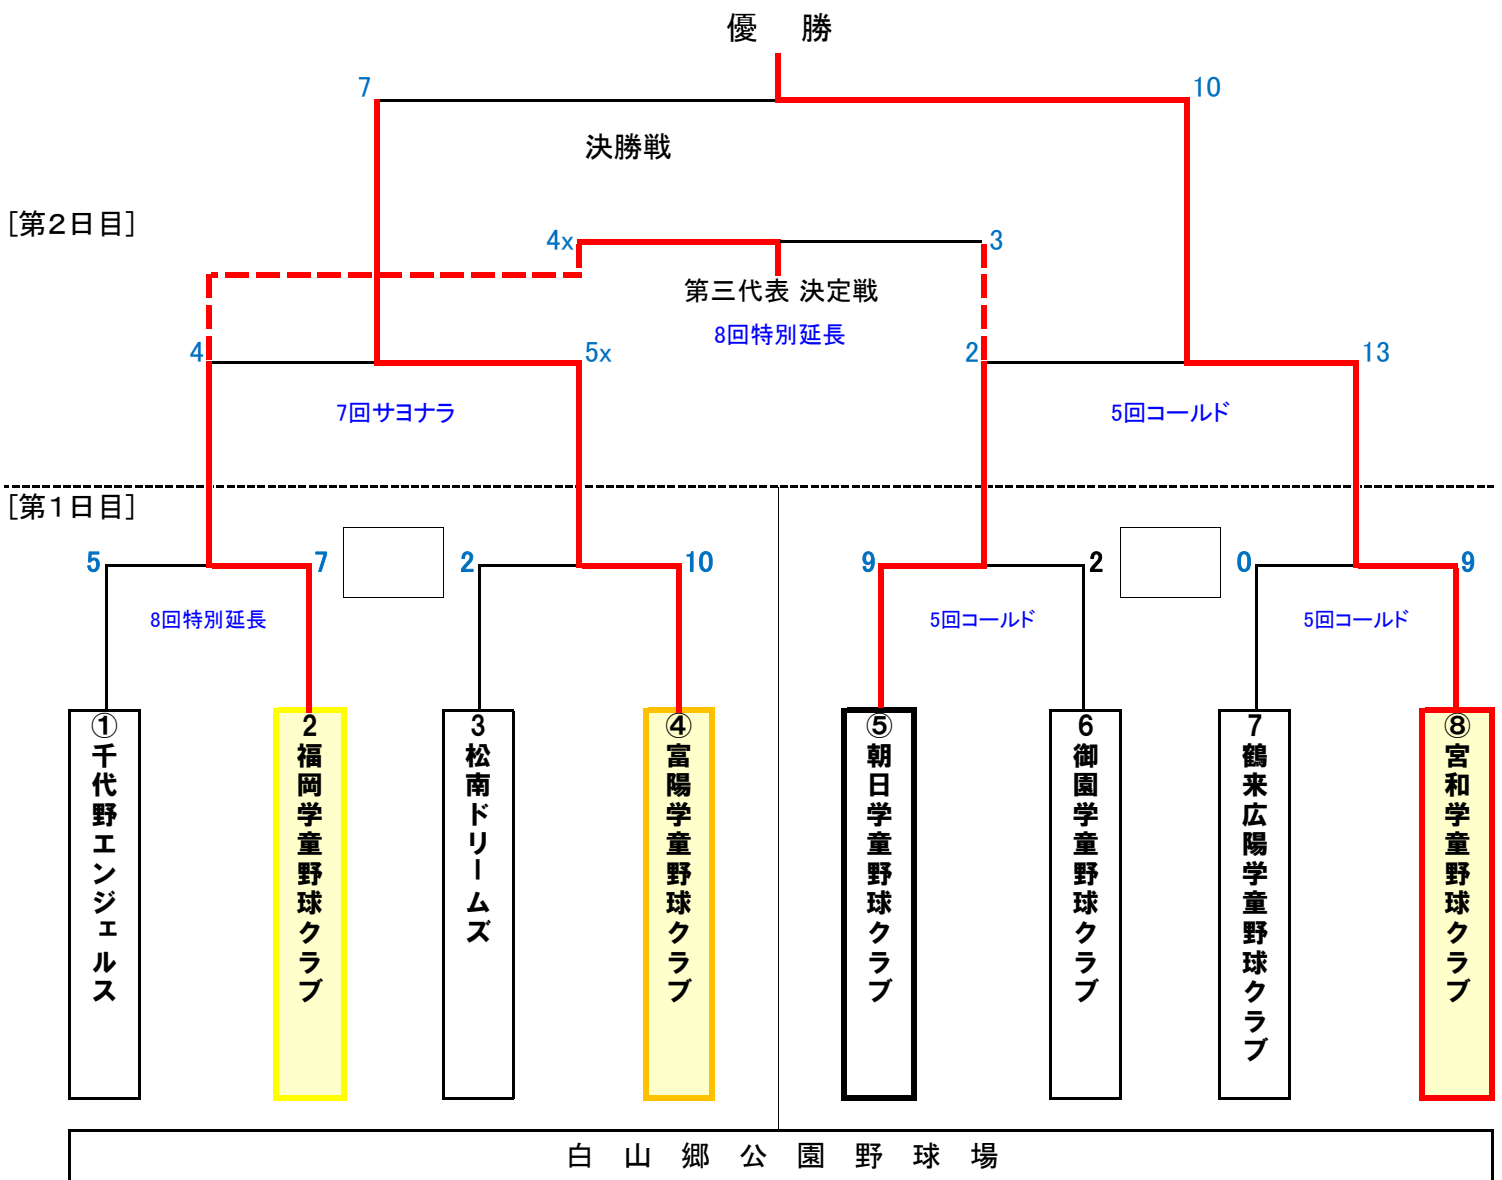 優 勝
7
10
決勝戦
[第2日目]
4x
3
第三代表 決定戦
8回特別延長
4
5x
2
13
7回サヨナラ
5回コールド
[第1日目]
5
7
2
10
9
2
0
9
8回特別延長
5回コールド
5回コールド
①千代野エンジェルス
2福岡学童野球クラブ
3松南ドリームズ
④富陽学童野球クラブ
⑤朝日学童野球クラブ
6御園学童野球クラブ
7鶴来広陽学童野球クラブ
⑧宮和学童野球クラブ
白山郷公園野球場